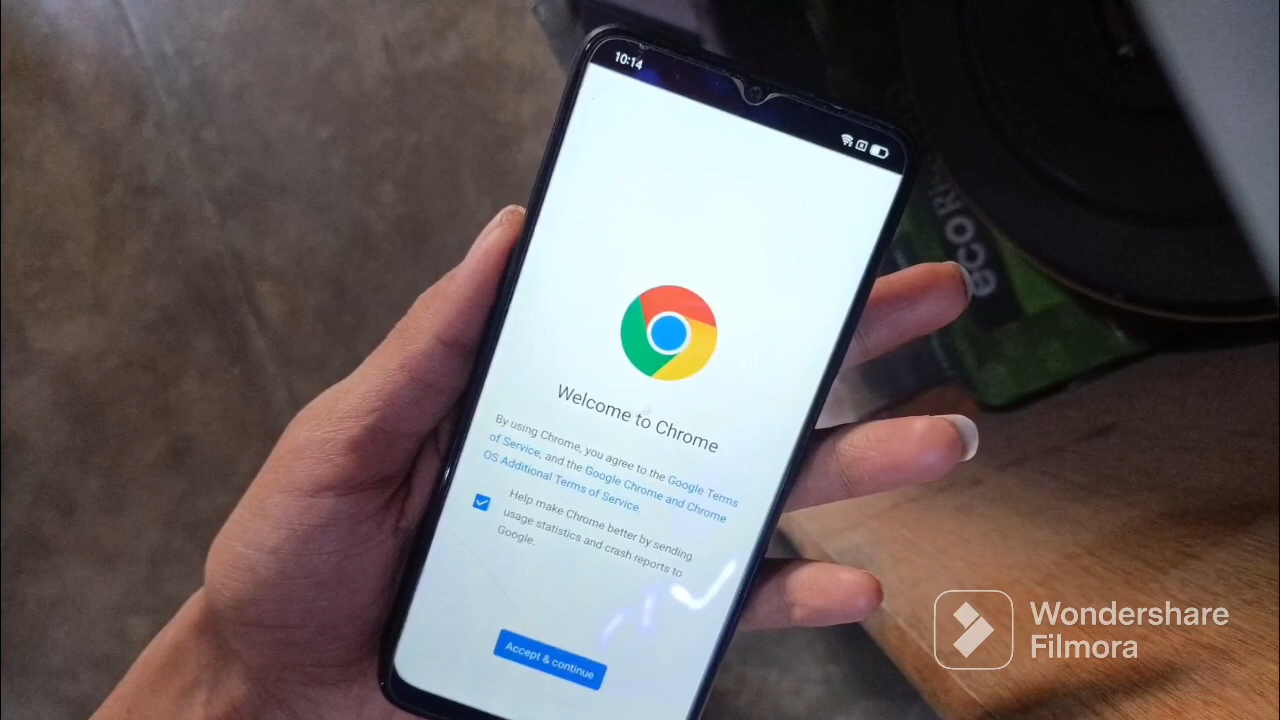 10:14
Welcome to Chrome
By using Chrome, you agree to the Google Terms
of Service, and the Google Chrome and Chrome
OS Additional Terms of Service.
Help make Chrome better by sending
usage statistics and crash reports to
Google.
Accept & continue
Wondershare
Filmora